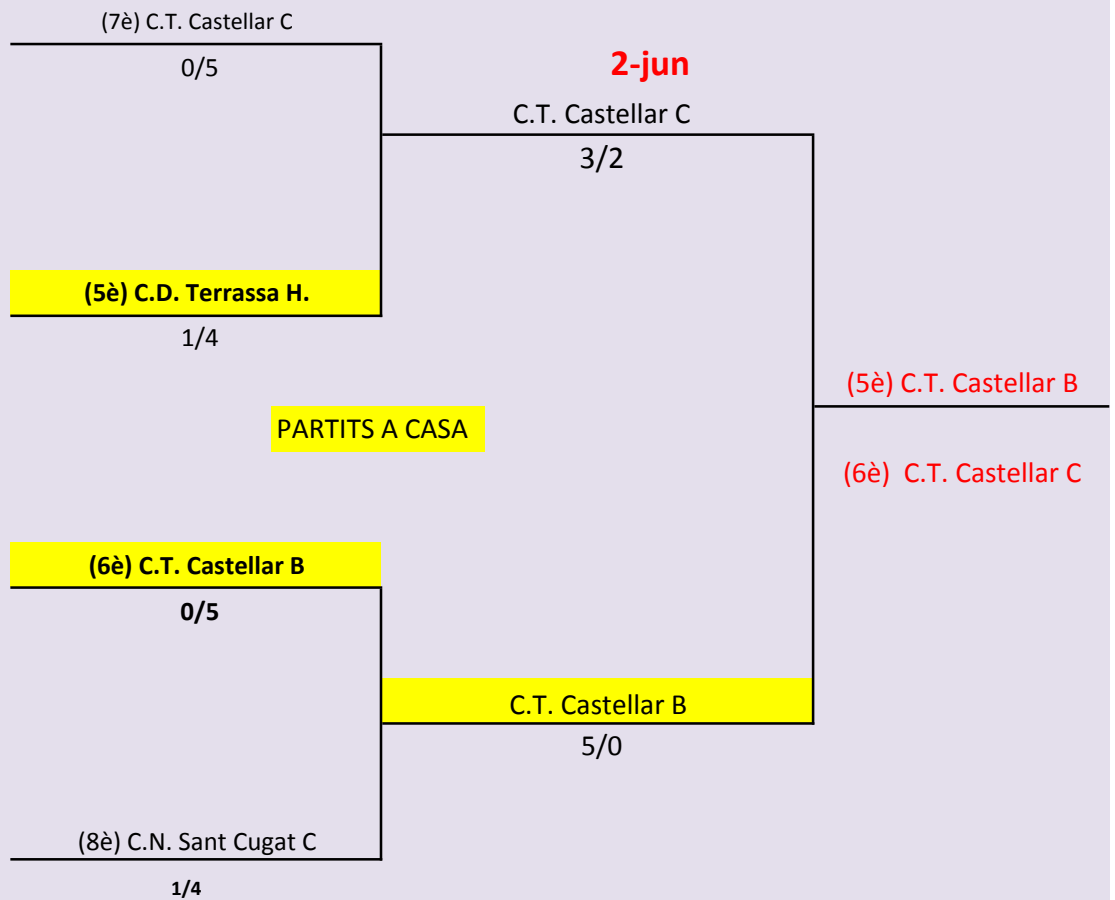 (7è) C.T. Castellar C
0/5
2-jun
C.T. Castellar C
3/2
(5è) C.D. Terrassa H.
1/4
(5è) C.T. Castellar B
PARTITS A CASA
(6è) C.T. Castellar C
(6è) C.T. Castellar B
0/5
C.T. Castellar B
5/0
(8è) C.N. Sant Cugat C
1/4